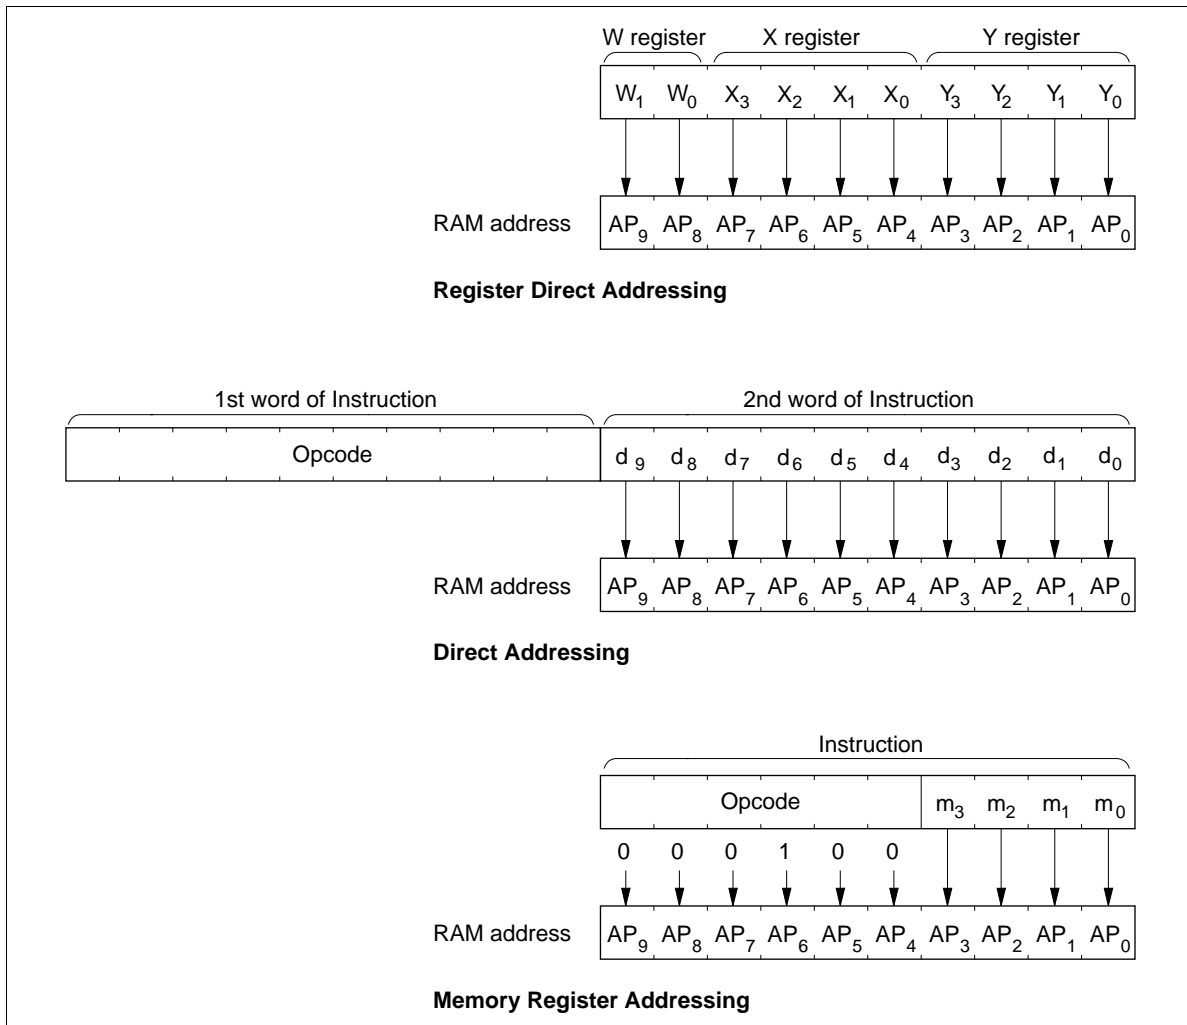 W register X register Y register
W1 W0 X3 X2 X1 X0 Y3 Y2 Y1 Y0
RAM address AP9 AP8 AP7 AP6 AP5 AP4 AP3 AP2 AP1 AP0
Register Direct Addressing
1st word of Instruction 2nd word of Instruction
Opcode d9 d8 d7 d6 d5 d4 d3 d2 d1 d0
RAM address AP9 AP8 AP7 AP6 AP5 AP4 AP3 AP2 AP1 AP0
Direct Addressing
Instruction
Opcode m3 m2 m1 m0
0 0 0 1 0 0
RAM address AP9 AP8 AP7 AP6 AP5 AP4 AP3 AP2 AP1 AP0
Memory Register Addressing